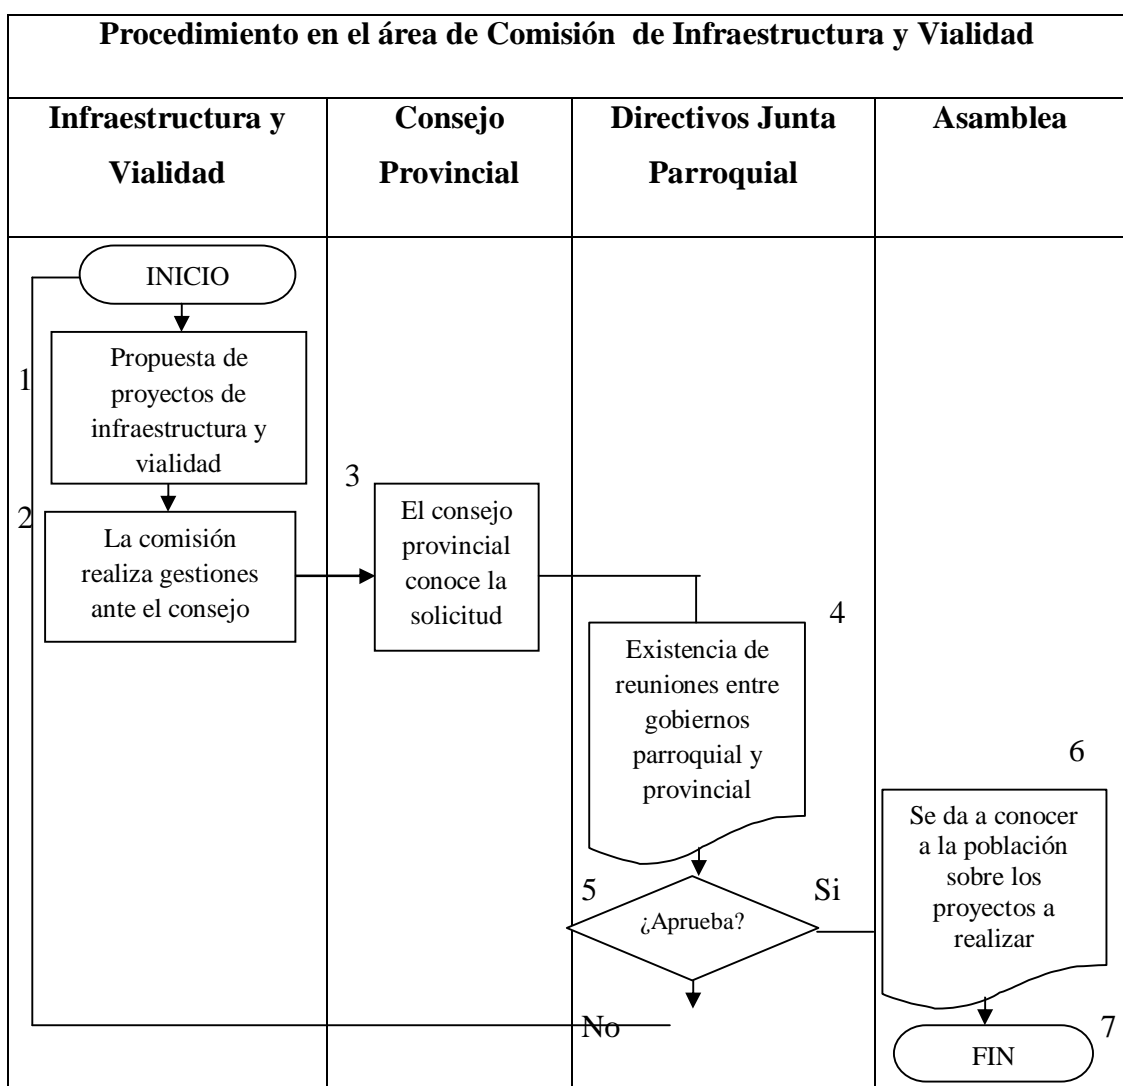 Procedimiento en el área de Comisión de Infraestructura y Vialidad
Infraestructura y
Vialidad
Consejo
Provincial
Directivos Junta
Parroquial
Asamblea
INICIO
1
Propuesta de
proyectos de
infraestructura y
vialidad
2
La comisión
realiza gestiones
ante el consejo
3
El consejo
provincial
conoce la
solicitud
4
Existencia de
reuniones entre
gobiernos
parroquial y
provincial
5
¿Aprueba?
Si
No
6
Se da a conocer
a la población
sobre los
proyectos a
realizar
7
FIN